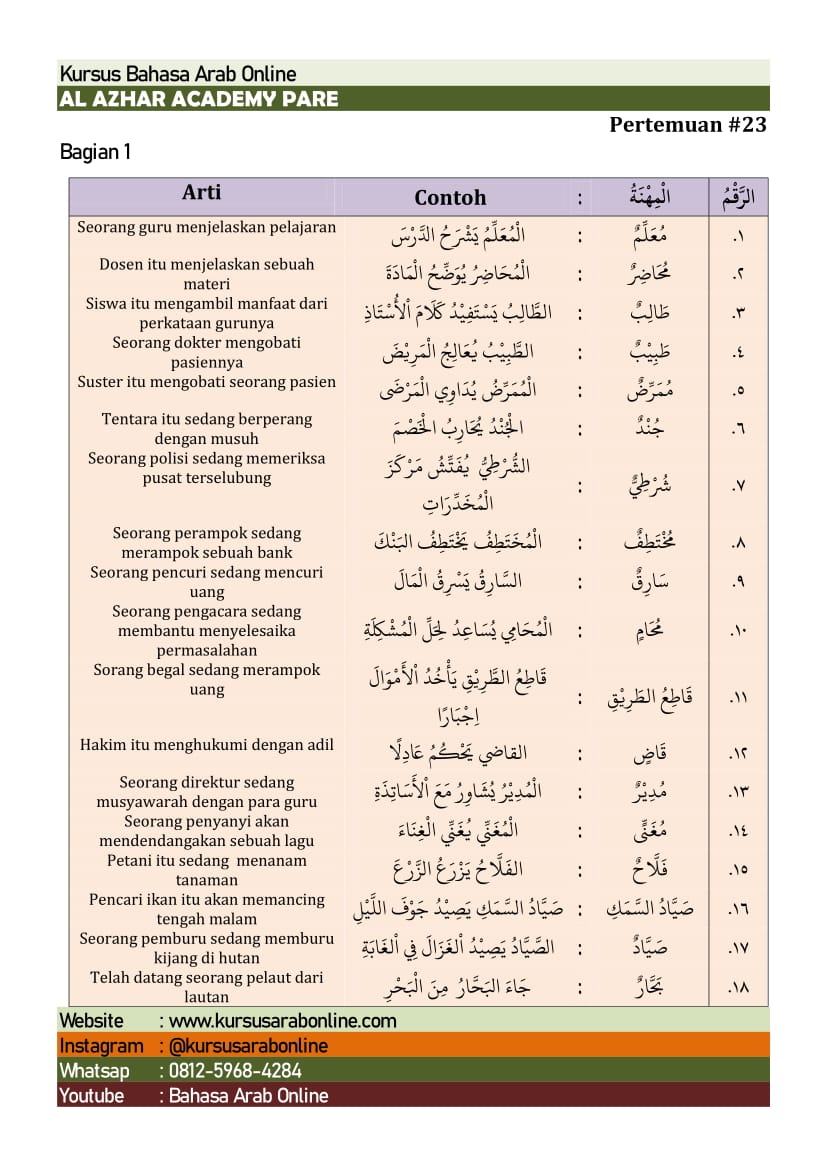 Kursus Bahasa Arab Online
AL AZHAR ACADEMY PARE
Pertemuan #23
Bagian 1
Arti Contoh : الْمِهْنَةُ الرَّقْمُ
Seorang guru menjelaskan pelajaran الْمُعَلِّمُ يَشْرَحُ الدَّرْسَ : مُعَلِّمٌ .١
Dosen itu menjelaskan sebuah
materi الْمُحَاضِرُ يُوَضِّحُ الْمَادَةَ : مُحَاضِرٌ .٢
Siswa itu mengambil manfaat dari
perkataan gurunya الطَّالِبُ يَسْتَفِيْدُ كَلَامَ الْأُسْتَاذِ : طَالِبٌ .٣
Seorang dokter mengobati
pasiennya الطَّبِيْبُ يُعَالِجُ الْمَرِيْضَ : طَبِيْبٌ .٤
Suster itu mengobati seorang pasien الْمُمَرِّضُ يُدَاوِي الْمَرْضَى : مُمَرِّضٌ .٥
Tentara itu sedang berperang
dengan musuh الْجُنْدُ يُحَارِبُ الْخَصْمَ : جُنْدٌ .٦
Seorang polisi sedang memeriksa
pusat terselubung الشُّرْطِيُّ يُفَتِّشُ مَرْكَزَ
الْمُخَدِّرَاتِ : شُرْطِيٌّ .٧
Seorang perampok sedang
merampok sebuah bank الْمُخَتَطِفُ يَخْتَطِفُ البَنْكَ : مُخْتَطِفٌ .٨
Seorang pencuri sedang mencuri
uang السَّارِقُ يَسْرِقُ الْمَالَ : سَارِقٌ .٩
Seorang pengacara sedang
membantu menyelesaika
permasalahan الْمُحَامِي يُسَاعِدُ لِحَلِّ الْمُشْكِلَةِ : مُحَامٍ .١٠
Sorang begal sedang merampok
uang قَاطِعُ الطَّرِيْقِ يَأْخُدُ الْأَمْوَالَ
اِجْبَارًا : قَاطِعُ الطَرِيْقِ .١١
Hakim itu menghukumi dengan adil القاضي يَحْكُمُ عَادِلًا : قَاضٍ .١٢
Seorang direktur sedang
musyawarah dengan para guru الْمُدِيْرُ يُشَاوِرُ مَعَ الْأَسَاتِذَةِ : مُدِيْرٌ .١٣
Seorang penyanyi akan
mendendangakan sebuah lagu الْمُغَنِّي يُغَنِّي الْغِنَاءَ : مُغَنًّى .١٤
Petani itu sedang menanam
tanaman الفَلَّاحُ يَزْرَعُ الزَّرْعَ : فَلَّاحٌ .١٥
Pencari ikan itu akan memancing
tengah malam صَيَّادُ السَّمَكِ يَصِيْدُ جَوْفَ اللَّيْلِ : صَيَّادُ السَّمَكِ .١٦
Seorang pemburu sedang memburu
kijang di hutan الصَّيَّادُ يَصِيْدُ الْغَزَالَ فِي الْغَابَةِ : صَيَّادٌ .١٧
Telah datang seorang pelaut dari
lautan جَاءَ البَحَّارُ مِنَ الْبَحْرِ : بَحَّارٌ .١٨
Website : www.kursusarabonline.com
Instagram : @kursusarabonline
Whatsap : 0812-5968-4284
Youtube : Bahasa Arab Online